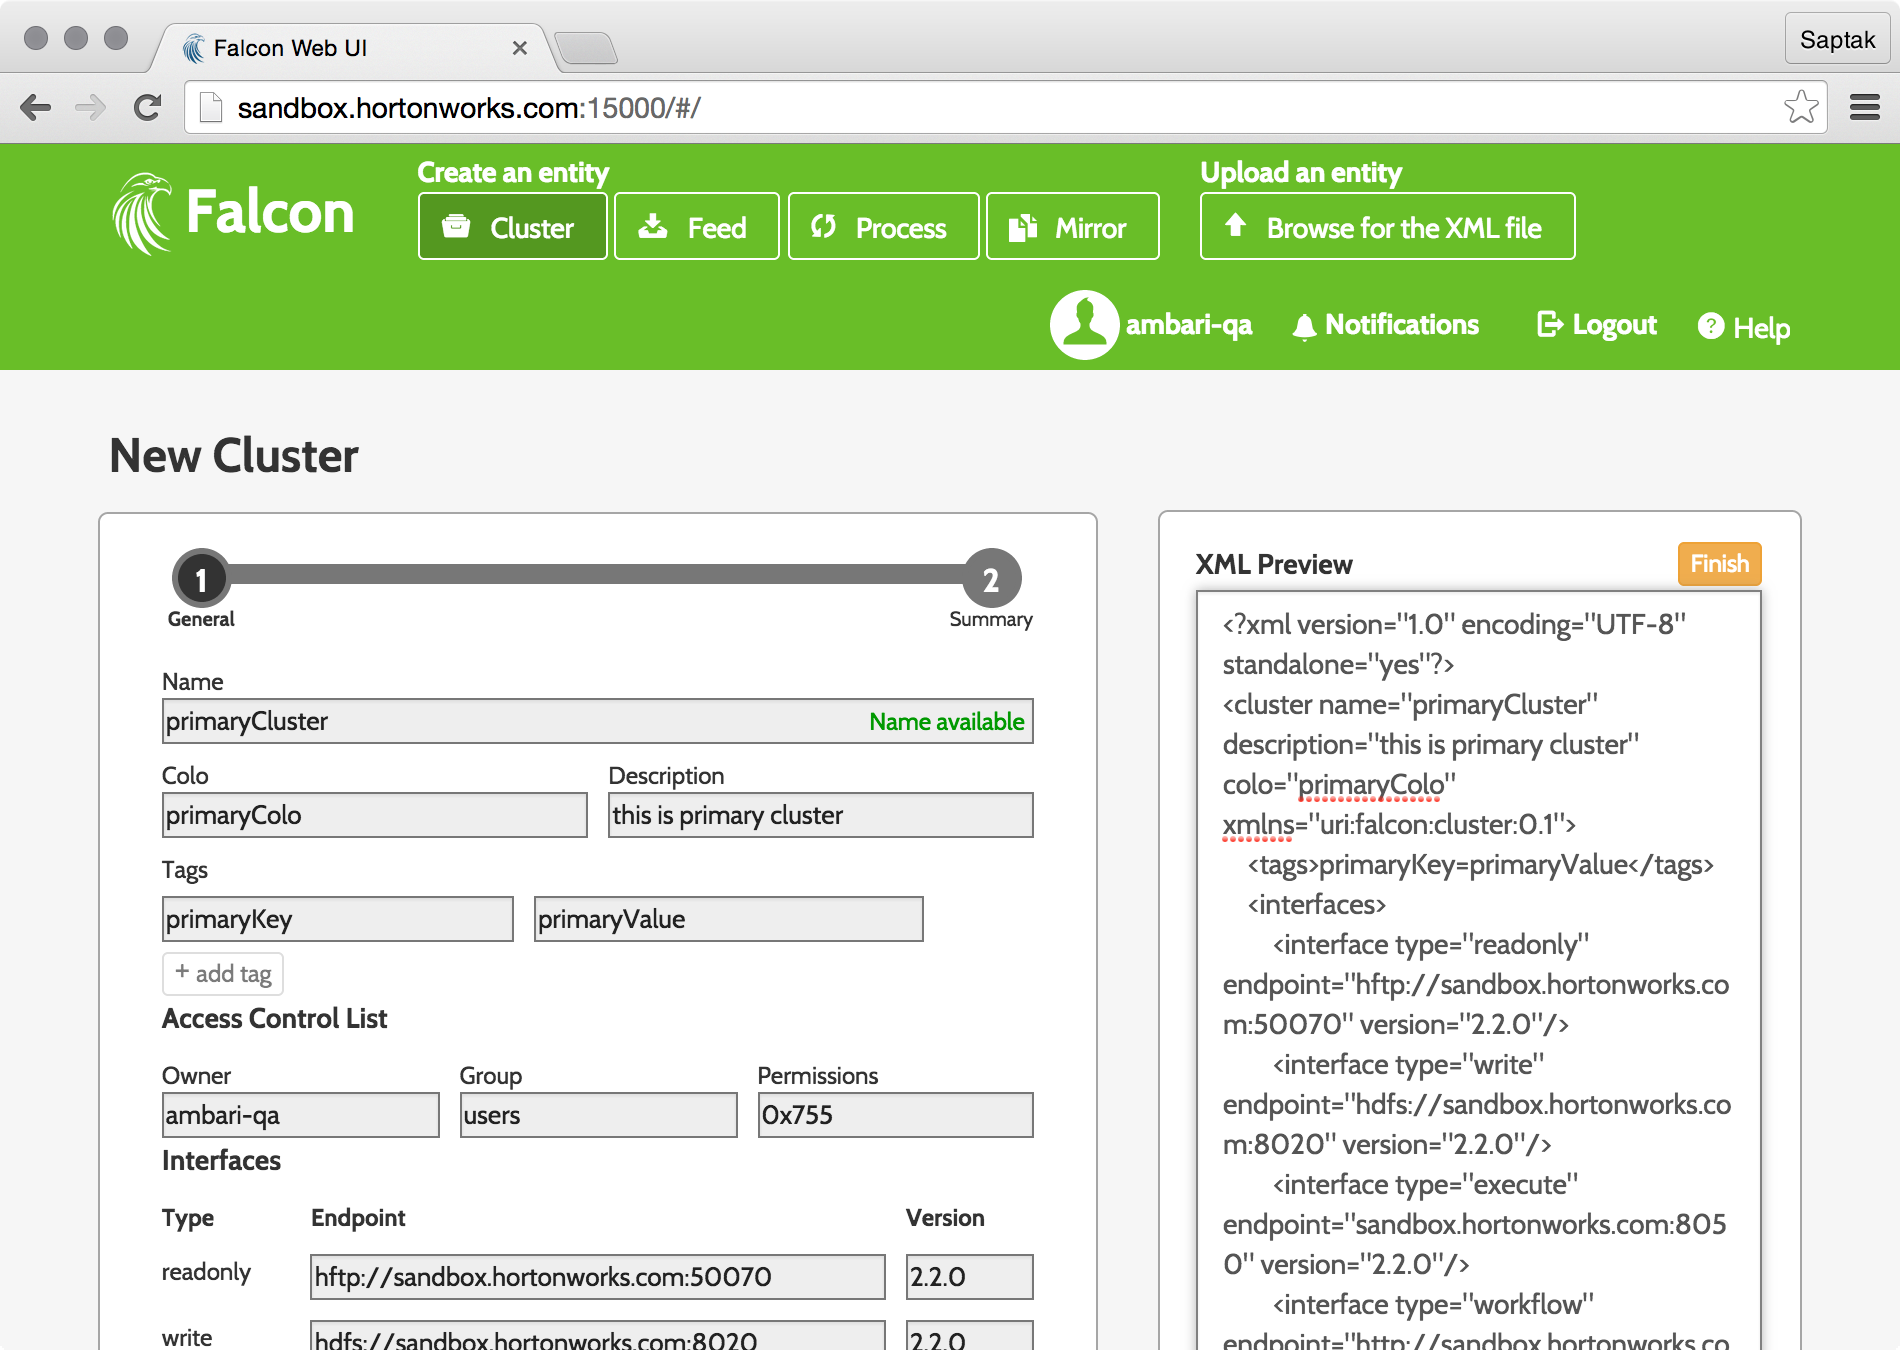 Falcon Web UI
Saptak
sandbox.hortonworks.com:15000/#/
Falcon
Create an entity
Cluster
Feed
Process
Mirror
Upload an entity
Browse for the XML file
ambari-qa
Notifications
Logout
? Help
New Cluster
1
General
2
Summary
Name
primaryCluster
Name available
Colo
Description
primaryColo
this is primary cluster
Tags
primaryKey
primaryValue
+ add tag
Access Control List
Owner
Group
Permissions
ambari-qa
users
0x755
Interfaces
Type
Endpoint
Version
readonly
hftp://sandbox.hortonworks.com:50070
2.2.0
write
hdfs://sandbox.hortonworks.com:8020
2.2.0
XML Preview
Finish
<?xml version="1.0" encoding="UTF-8"
standalone="yes"?>
<cluster name="primaryCluster"
description="this is primary cluster"
colo="primaryColo"
xmlns="uri:falcon:cluster:0.1">
<tags>primaryKey=primaryValue</tags>
<interfaces>
<interface type="readonly"
endpoint="hftp://sandbox.hortonworks.co
m:50070" version="2.2.0"/>
<interface type="write"
endpoint="hdfs://sandbox.hortonworks.co
m:8020" version="2.2.0"/>
<interface type="execute"
endpoint="sandbox.hortonworks.com:805
0" version="2.2.0"/>
<interface type="workflow"
endpoint="http://sandbox.hortonworks.co